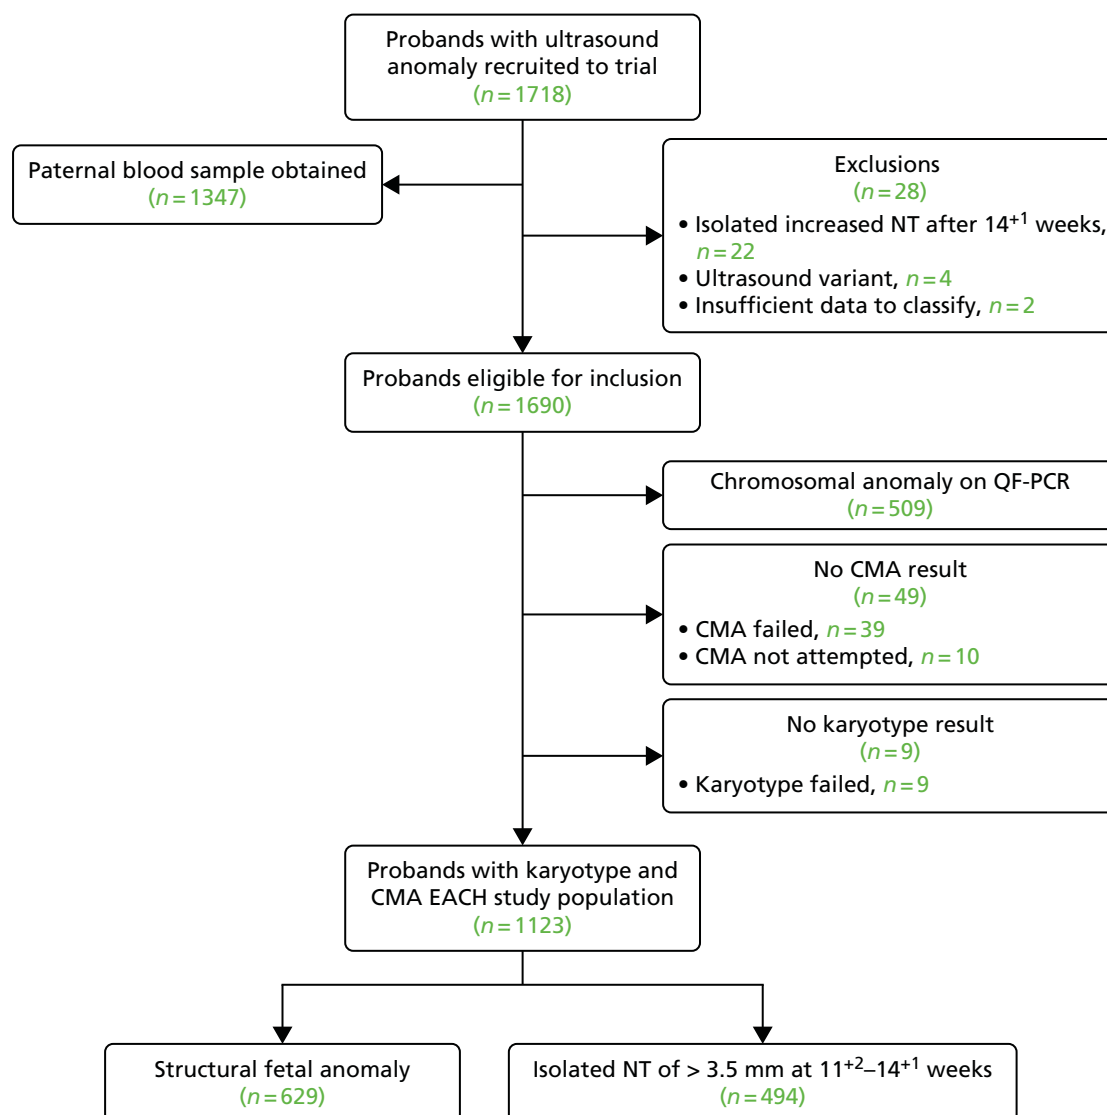 Probands with ultrasound
anomaly recruited to trial
(n=1718)
Paternal blood sample obtained
(n=1347)
Exclusions
(n=28)
• Isolated increased NT after 14⁺¹ weeks,
n=22
• Ultrasound variant, n=4
• Insufficient data to classify, n=2
Probands eligible for inclusion
(n=1690)
Chromosomal anomaly on QF-PCR
(n=509)
No CMA result
(n=49)
• CMA failed, n=39
• CMA not attempted, n=10
No karyotype result
(n=9)
• Karyotype failed, n=9
Probands with karyotype and
CMA EACH study population
(n=1123)
Structural fetal anomaly
(n=629)
Isolated NT of > 3.5 mm at 11⁺²–14⁺¹ weeks
(n=494)